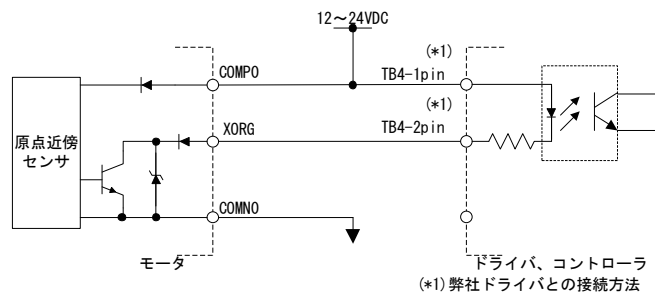 12～24VDC
(*1)
COMPO
TB4-1pin
(*1)
XORG
TB4-2pin
原点近傍
センサ
COMNO
モータ
ドライバ、コントローラ
(*1)弊社ドライバとの接続方法